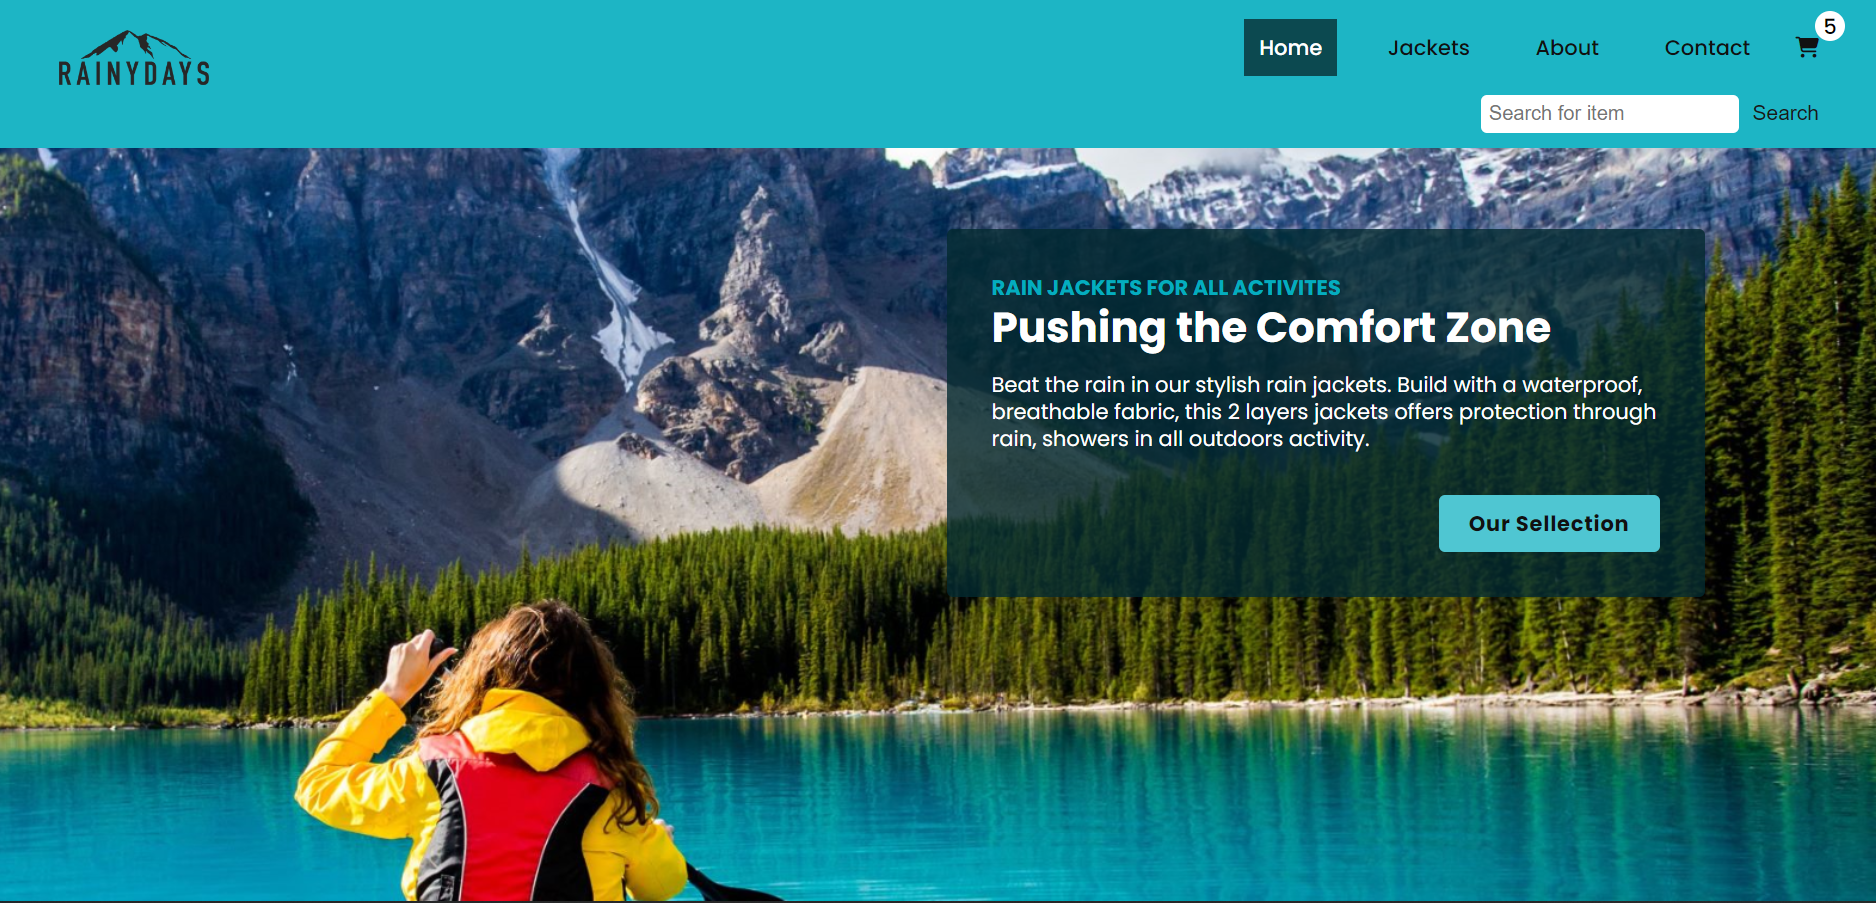 RAINYDAYS
Home Jackets About Contact 5
Search for item Search
RAIN JACKETS FOR ALL ACTIVITES
Pushing the Comfort Zone
Beat the rain in our stylish rain jackets. Build with a waterproof,
breathable fabric, this 2 layers jackets offers protection through
rain, showers in all outdoors activity.
Our Sellection